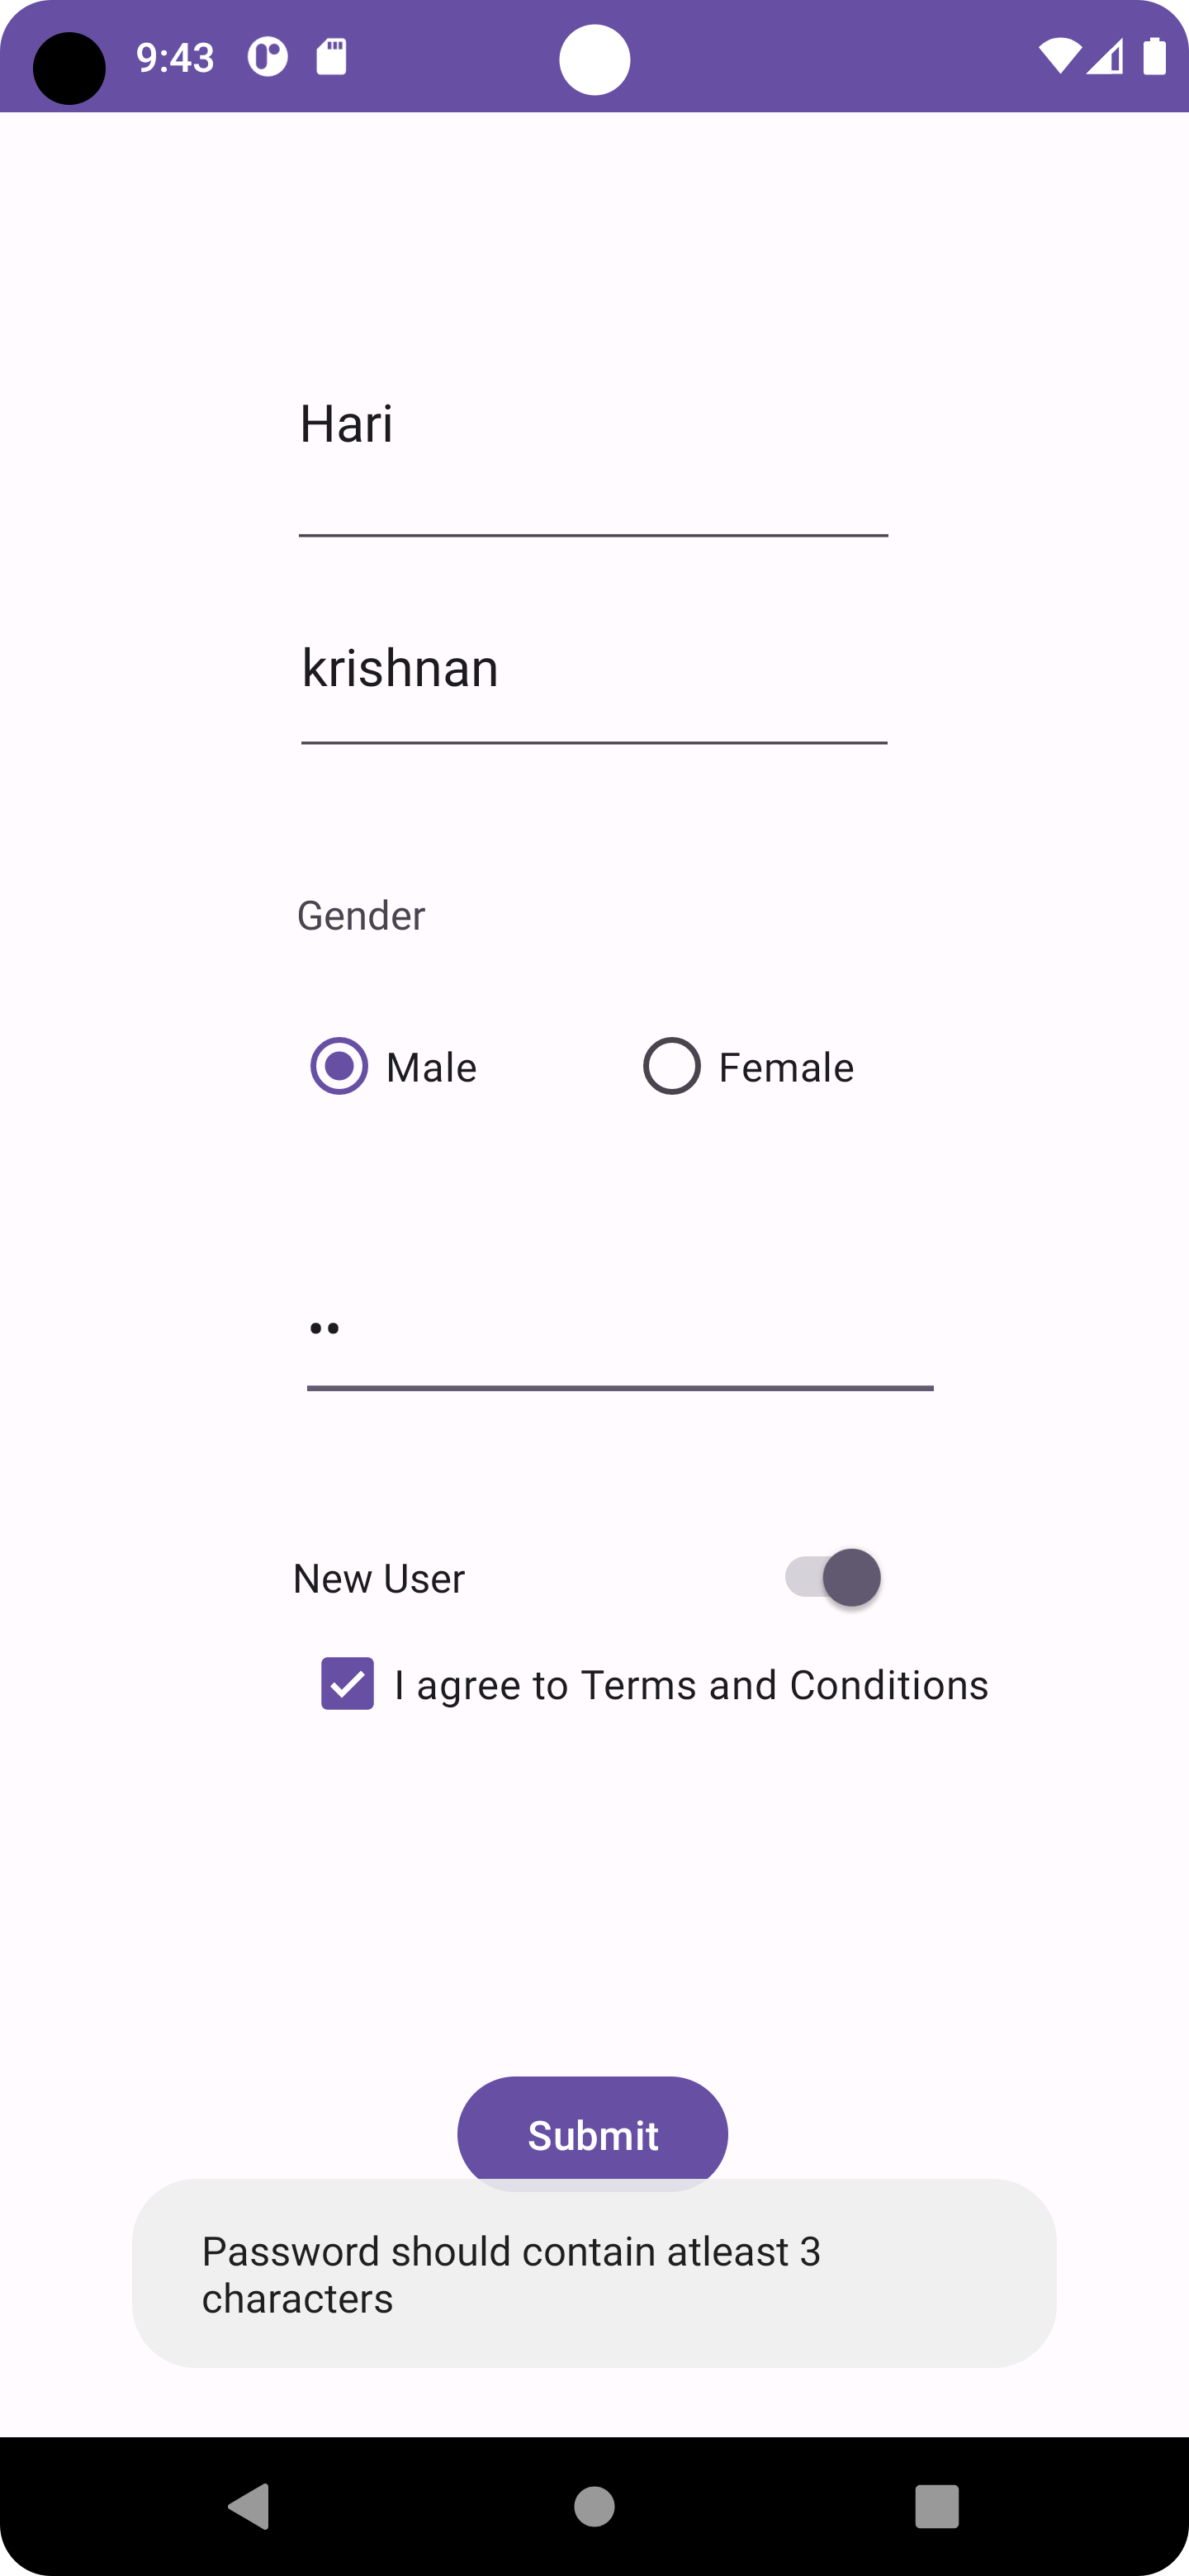 9:43
Hari
krishnan
Gender
Male Female
••
New User
I agree to Terms and Conditions
Submit
Password should contain atleast 3
characters